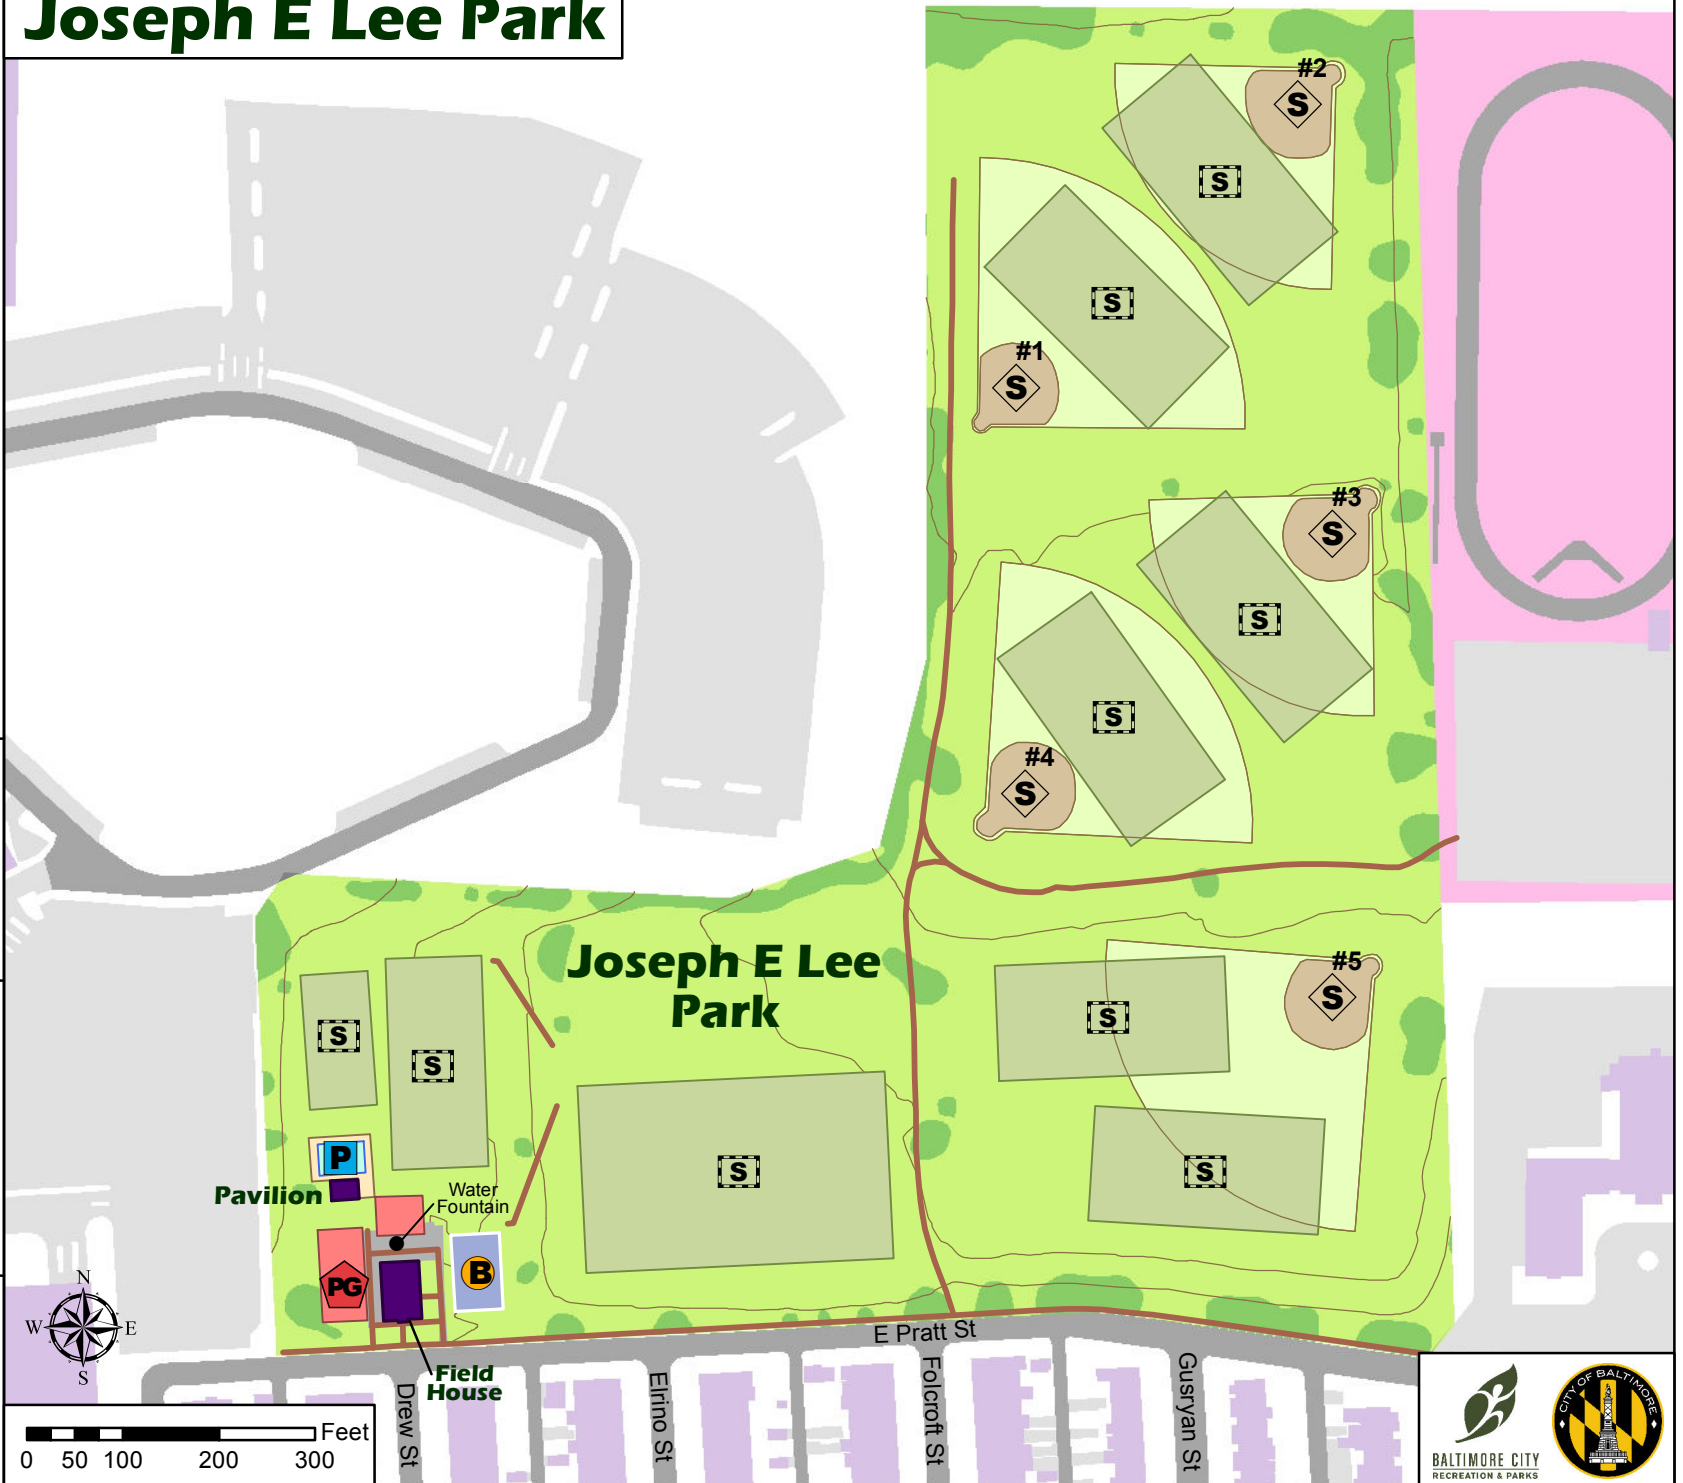 Joseph E Lee Park
#2
S
S
S
#1
S
#3
S
S
S
#4
S
Joseph E Lee
Park
#5
S
S
S
S
S
S
P
Pavilion
Water
Fountain
PG
B
N
W
E
S
Field
House
E Pratt St
Drew St
Elrino St
Folcroft St
Gusryan St
Feet
0 50 100 200 300
BALTIMORE CITY
RECREATION & PARKS
CITY OF BALTIMORE